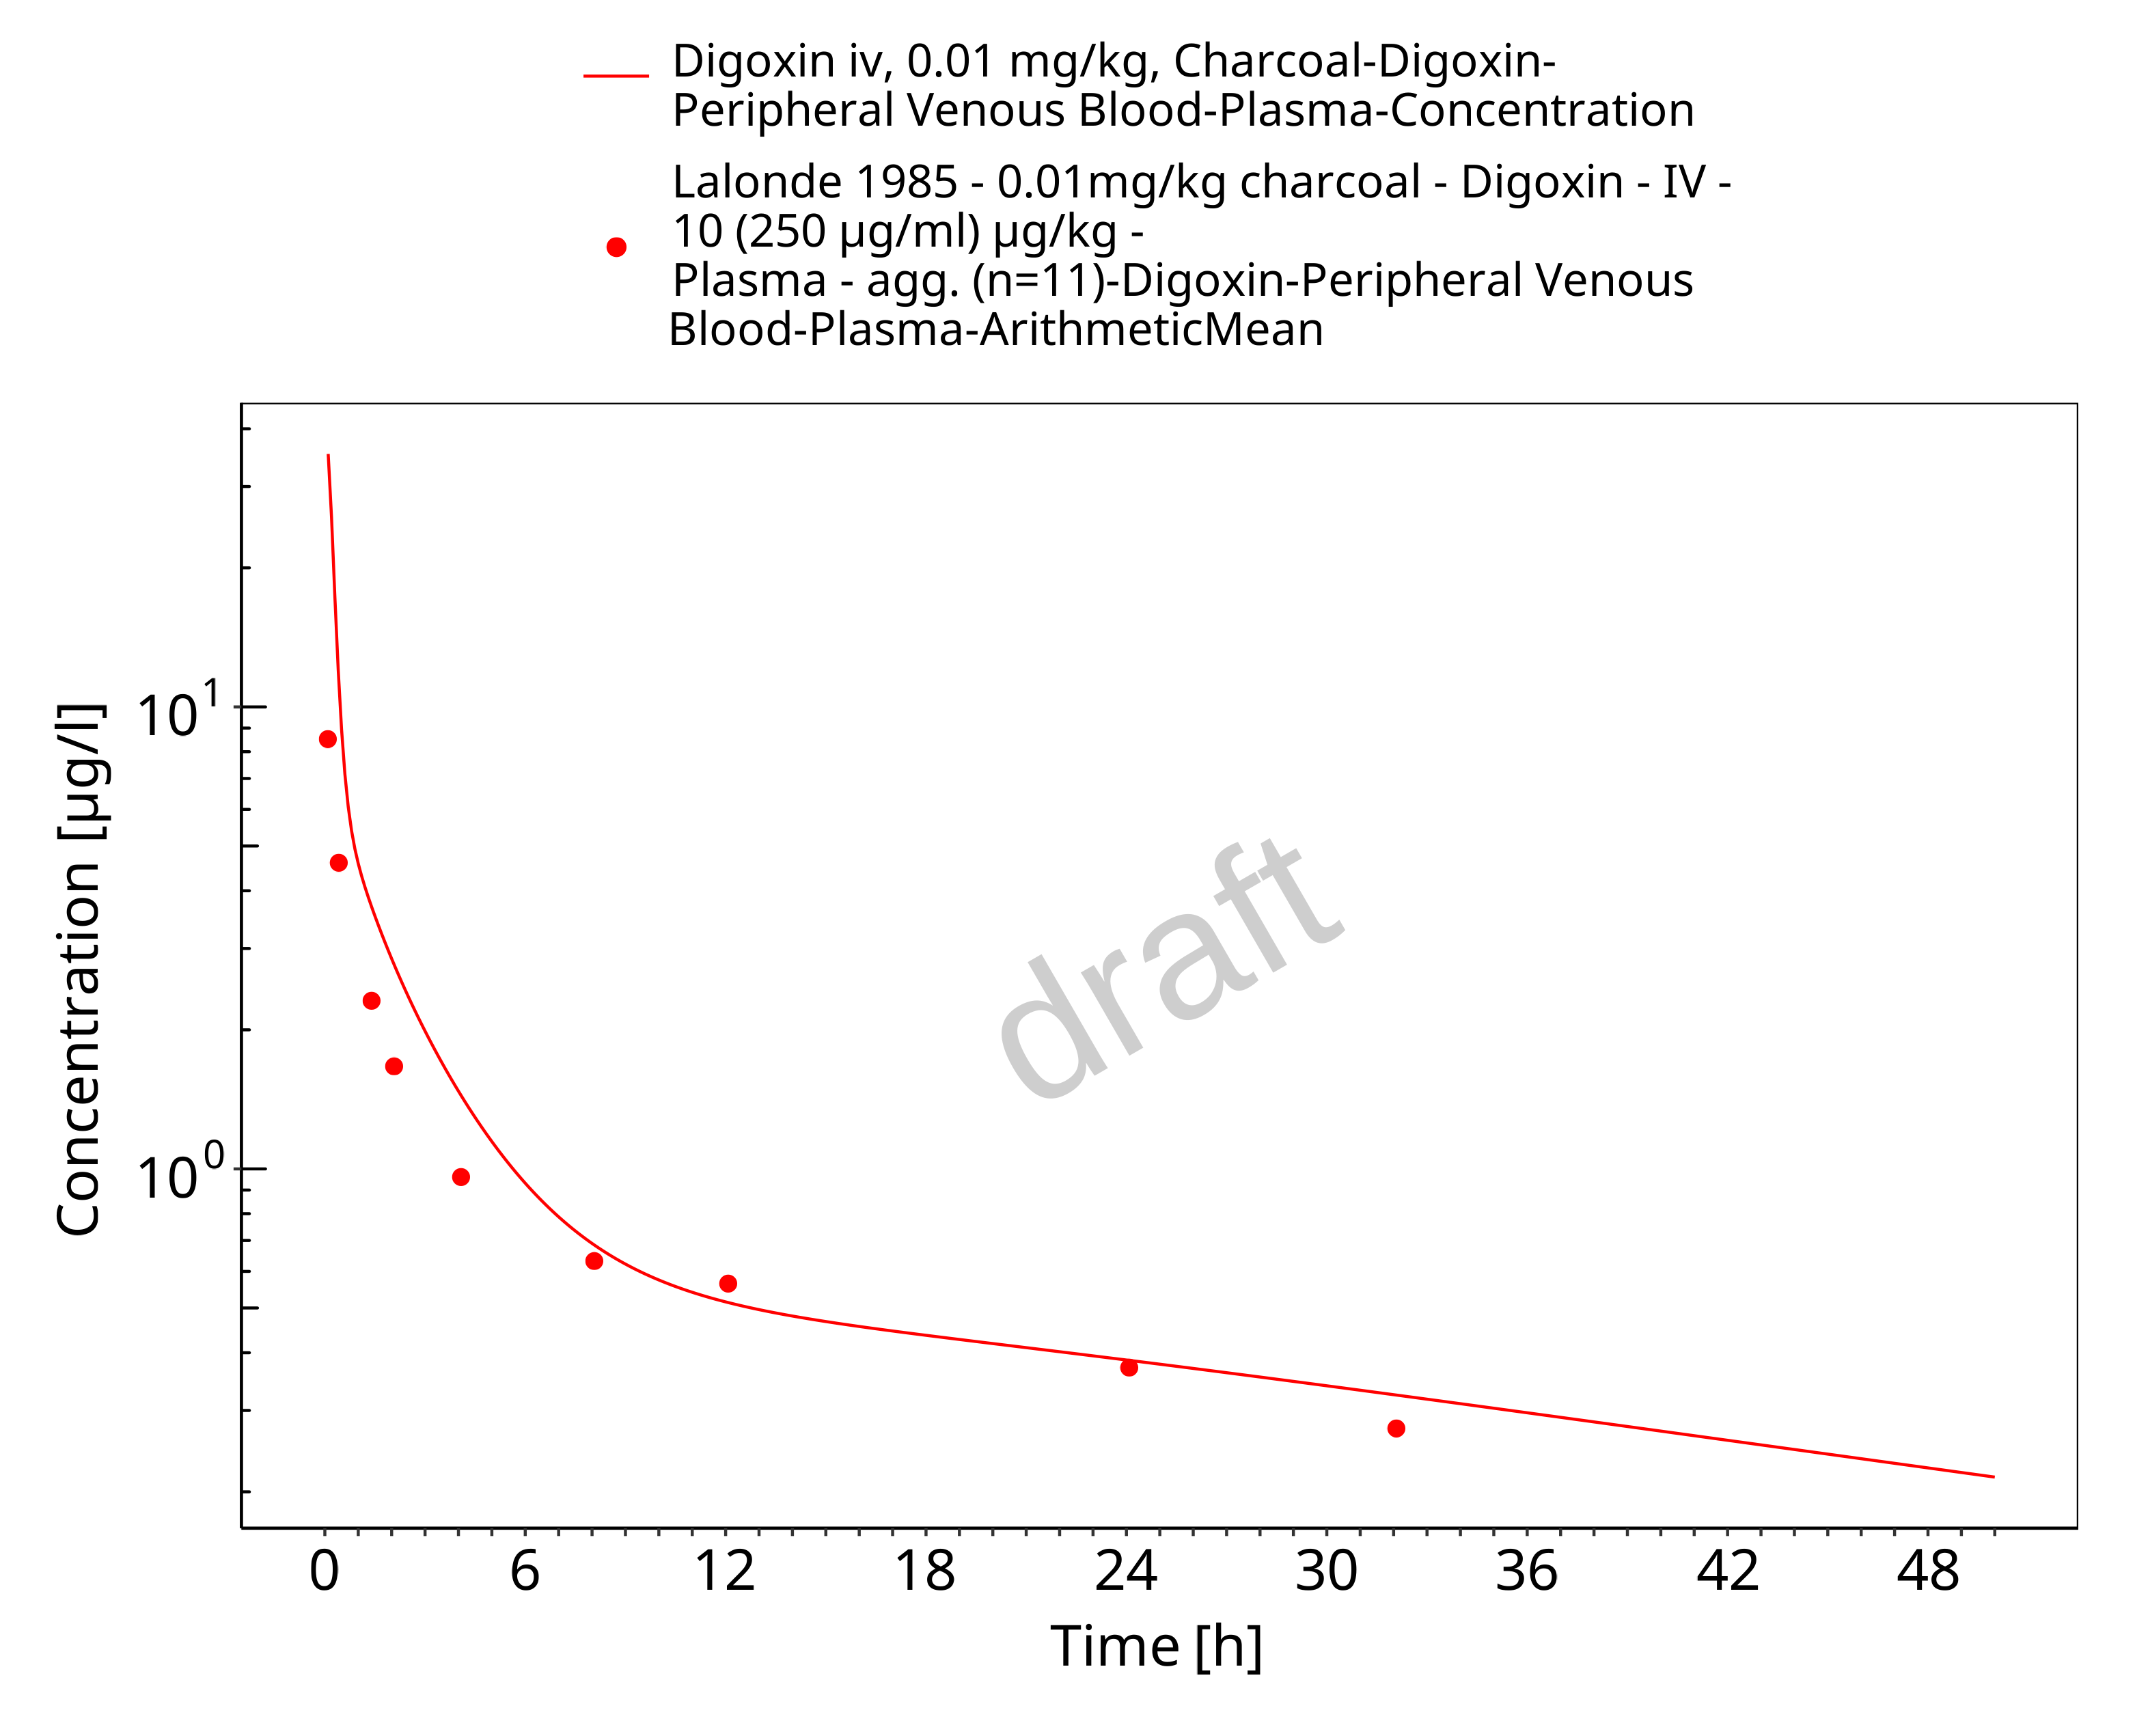 Digoxin iv, 0.01 mg/kg, Charcoal-Digoxin-
Peripheral Venous Blood-Plasma-Concentration
Lalonde 1985 - 0.01mg/kg charcoal - Digoxin - IV -
10 (250 µg/ml) µg/kg -
Plasma - agg. (n=11)-Digoxin-Peripheral Venous
Blood-Plasma-ArithmeticMean
Concentration [µg/l]
10¹
10⁰
draft
0 6 12 18 24 30 36 42 48
Time [h]